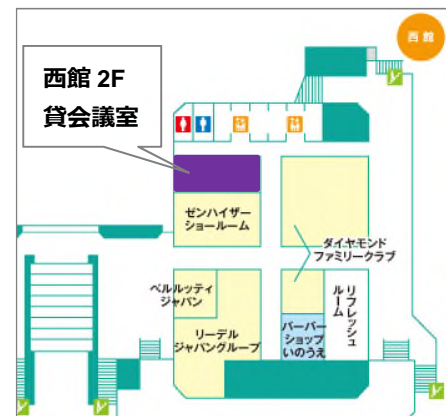 西館
西館 2F
貸会議室
ゼンハイザー
ショールーム
ダイヤモンド
ファミリークラブ
ベルルッティ
ジャパン
リフレッシュ
ルーム
リーデル
ジャパングループ
バーバー
ショップ
いのうえ